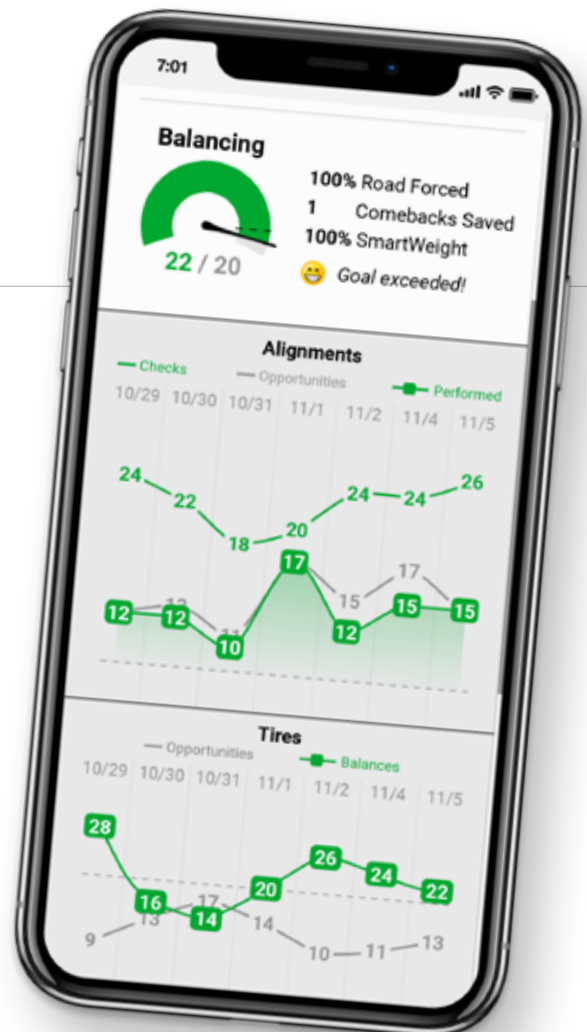 7:01
Balancing
22 / 20
100% Road Forced
1 Comebacks Saved
100% SmartWeight
Goal exceeded!
Alignments
Checks Opportunities Performed
10/29 10/30 10/31 11/1 11/2 11/4 11/5
24 22 18 20 24 24 26
17 15 17
12 12 10 17 12 15 15
Tires
Opportunities Balances
10/29 10/30 10/31 11/1 11/2 11/4 11/5
28 16 14 20 26 24 22
9 13 17 14 10 11 13